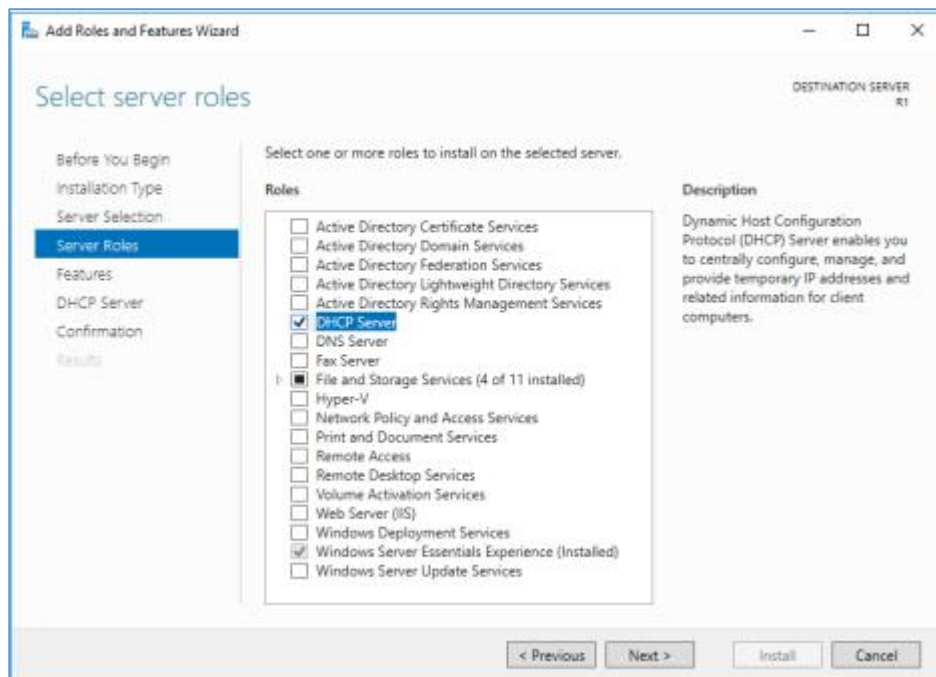 Add Roles and Features Wizard
Select server roles
DESTINATION SERVER
R1
Before You Begin
Installation Type
Server Selection
Server Roles
Features
DHCP Server
Confirmation
Results
Select one or more roles to install on the selected server.
Roles
Active Directory Certificate Services
Active Directory Domain Services
Active Directory Federation Services
Active Directory Lightweight Directory Services
Active Directory Rights Management Services
DHCP Server
DNS Server
Fax Server
File and Storage Services (4 of 11 installed)
Hyper-V
Network Policy and Access Services
Print and Document Services
Remote Access
Remote Desktop Services
Volume Activation Services
Web Server (IIS)
Windows Deployment Services
Windows Server Essentials Experience (Installed)
Windows Server Update Services
Description
Dynamic Host Configuration
Protocol (DHCP) Server enables you
to centrally configure, manage, and
provide temporary IP addresses and
related information for client
computers.
< Previous
Next >
Install
Cancel